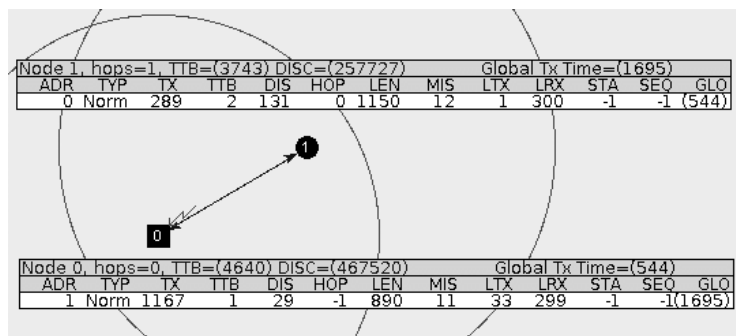 Node 1, hops=1, TTB=(3743) DISC=(257727) Global Tx Time=(1695)
ADR TYP TX TTB DIS HOP LEN MIS LTX LRX STA SEQ GLO
0 Norm 289 2 131 0 1150 12 1 300 -1 -1 (544)
1
0
Node 0, hops=0, TTB=(4640) DISC=(467520) Global Tx Time=(544)
ADR TYP TX TTB DIS HOP LEN MIS LTX LRX STA SEQ GLO
1 Norm 1167 1 29 -1 890 11 33 299 -1 -1(1695)